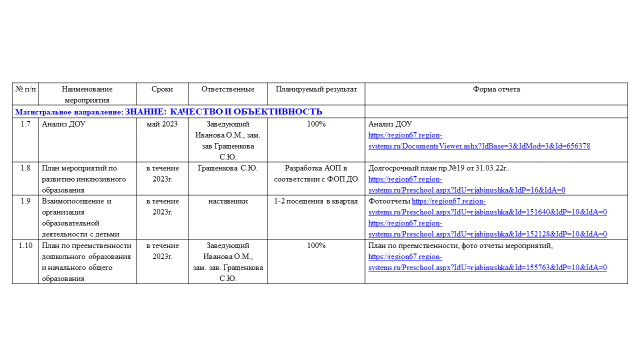 № п/п Наименование мероприятия Сроки Ответственные Планируемый результат Форма отчета
Магистральное направление: ЗНАНИЕ: КАЧЕСТВО И ОБЪЕКТИВНОСТЬ
1.7 Анализ ДОУ май 2023 Заведующий 100% Анализ ДОУ
Иванова О.М., зам. https://region67.region-
зав Грашенкова systems.ru/DocumentsViewer.ashx?IdBase=3&IdMod=3&Id=656378
С.Ю.
1.8 План мероприятий по в течение Грашенкова С.Ю. Разработка АОП в Долгосрочный план пр.№19 от 31.03.22г..
развитию инклюзивного 2023г. соответствии с ФОП ДО https://region67.region-
образования systems.ru/Preschool.aspx?IdU=rjabinushka&IdP=16&IdA=0
1.9 Взаимопосещение и в течение наставники 1-2 посещения в квартал Фотоотчеты https://region67.region-
организация 2023г. systems.ru/Preschool.aspx?IdU=rjabinushka&Id=151640&IdP=10&IdA=0
образовательной https://region67.region-
деятельности с детьми systems.ru/Preschool.aspx?IdU=rjabinushka&Id=152128&IdP=10&IdA=0
1.10 План по преемственности в течение Заведующий 100% План по преемственности, фото отчеты мероприятий,
дошкольного образования 2023г. Иванова О.М., https://region67.region-
и начального общего зам. зав. Грашенкова systems.ru/Preschool.aspx?IdU=rjabinushka&Id=155763&IdP=10&IdA=0
образования С.Ю.